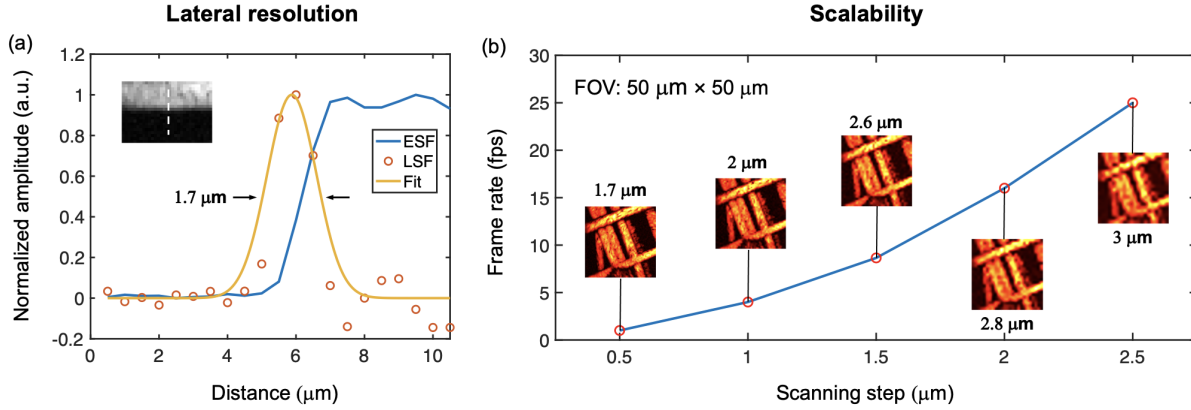 Lateral resolution
(a)
1.2
1
0.8
0.6
0.4
0.2
0
-0.2
0
2
4
6
8
10
Normalized amplitude (a.u.)
Distance (μm)
ESF
LSF
Fit
1.7 μm
Scalability
(b)
30
25
20
15
10
5
0
0.5
1
1.5
2
2.5
Frame rate (fps)
Scanning step (μm)
FOV: 50 μm × 50 μm
1.7 μm
2 μm
2.6 μm
2.8 μm
3 μm